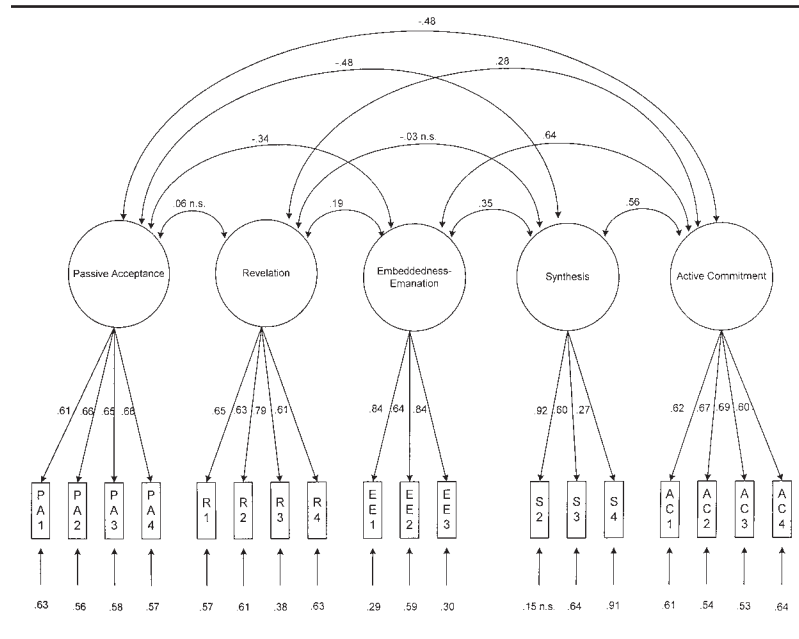 -.48
-.48
.28
-.34
-.03 n.s.
.64
.06 n.s.
.19
.35
.56
Passive Acceptance
Revelation
Embeddedness-
Emanation
Synthesis
Active Commitment
.61 .66 .65 .66
.65 .63 .79 .61
.84 .64 .84
.92 .60 .27
.62 .67 .69 .60
PA1 PA2 PA3 PA4
R1 R2 R3 R4
EE1 EE2 EE3
S2 S3 S4
AC1 AC2 AC3 AC4
.63 .56 .58 .57 .57 .61 .38 .63 .29 .59 .30 .15 n.s. .64 .91 .61 .54 .53 .64